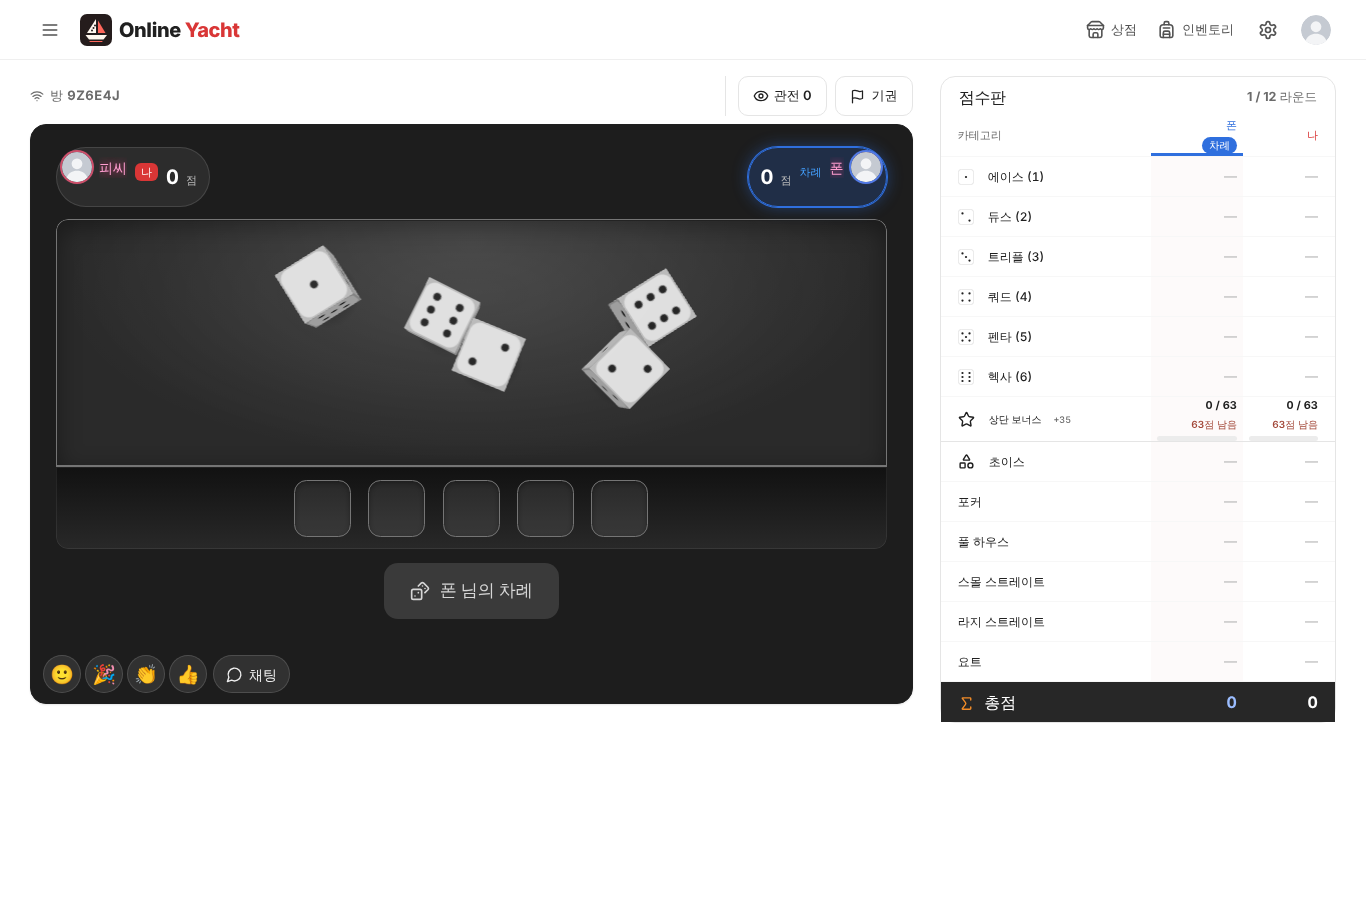 Online Yacht
상점
인벤토리
방 9Z6E4J
관전 0
기권
피씨 나 0 점
0 점 차례 폰
폰 님의 차례
채팅
점수판
1 / 12 라운드
카테고리 폰 차례 나
에이스 (1) — —
듀스 (2) — —
트리플 (3) — —
쿼드 (4) — —
펜타 (5) — —
헥사 (6) — —
상단 보너스 +35 0 / 63 0 / 63
63점 남음 63점 남음
초이스 — —
포커 — —
풀 하우스 — —
스몰 스트레이트 — —
라지 스트레이트 — —
요트 — —
Σ 총점 0 0